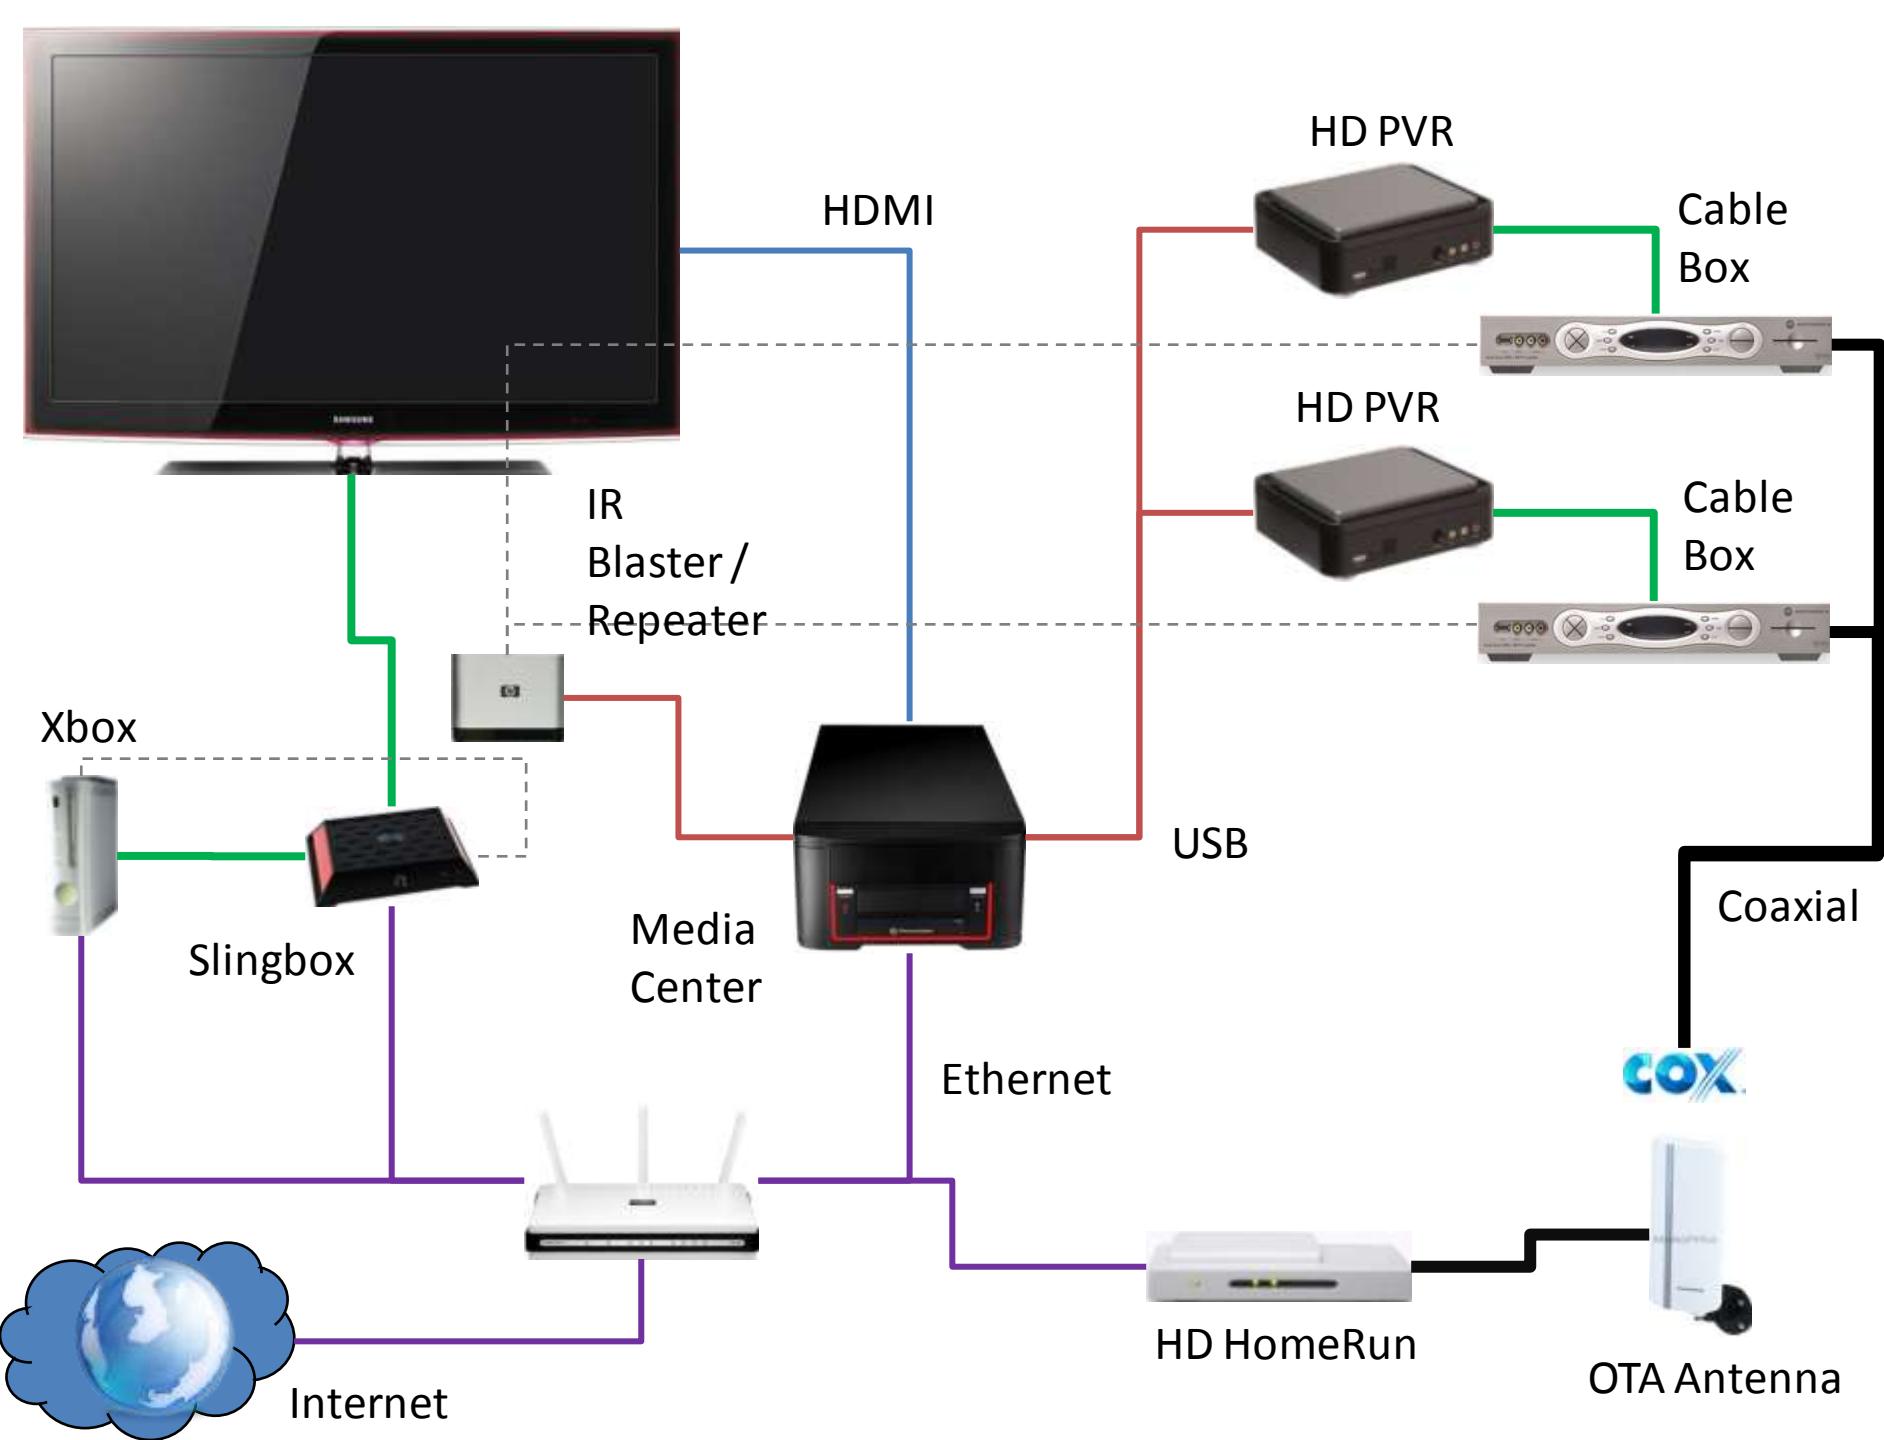 HD PVR
Cable
Box
HDMI
SAMSUNG
HD PVR
Cable
Box
IR
Blaster /
Repeater
Xbox
USB
Coaxial
Media
Center
Slingbox
Ethernet
COX
HD HomeRun
OTA Antenna
Internet